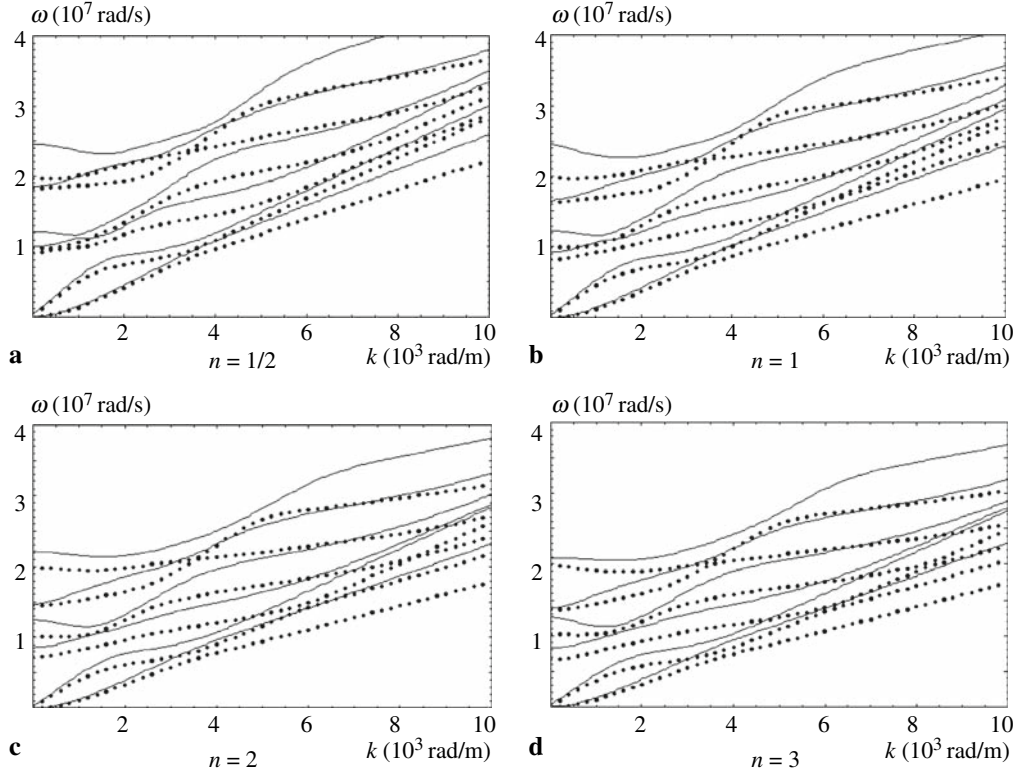 ω (10⁷ rad/s)
4
3
2
1
2 4 6 8 10
a
n = 1/2
k (10³ rad/m)
ω (10⁷ rad/s)
4
3
2
1
2 4 6 8 10
b
n = 1
k (10³ rad/m)
ω (10⁷ rad/s)
4
3
2
1
2 4 6 8 10
c
n = 2
k (10³ rad/m)
ω (10⁷ rad/s)
4
3
2
1
2 4 6 8 10
d
n = 3
k (10³ rad/m)